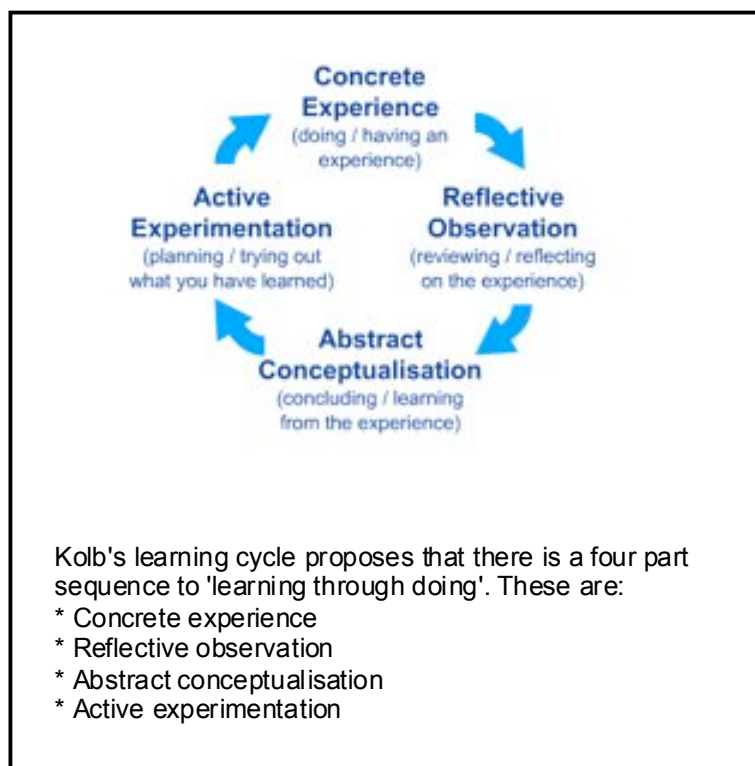 Concrete
Experience
(doing / having an
experience)
Reflective
Observation
(reviewing / reflecting
on the experience)
Abstract
Conceptualisation
(concluding / learning
from the experience)
Active
Experimentation
(planning / trying out
what you have learned)
Kolb's learning cycle proposes that there is a four part
sequence to 'learning through doing'. These are:
* Concrete experience
* Reflective observation
* Abstract conceptualisation
* Active experimentation